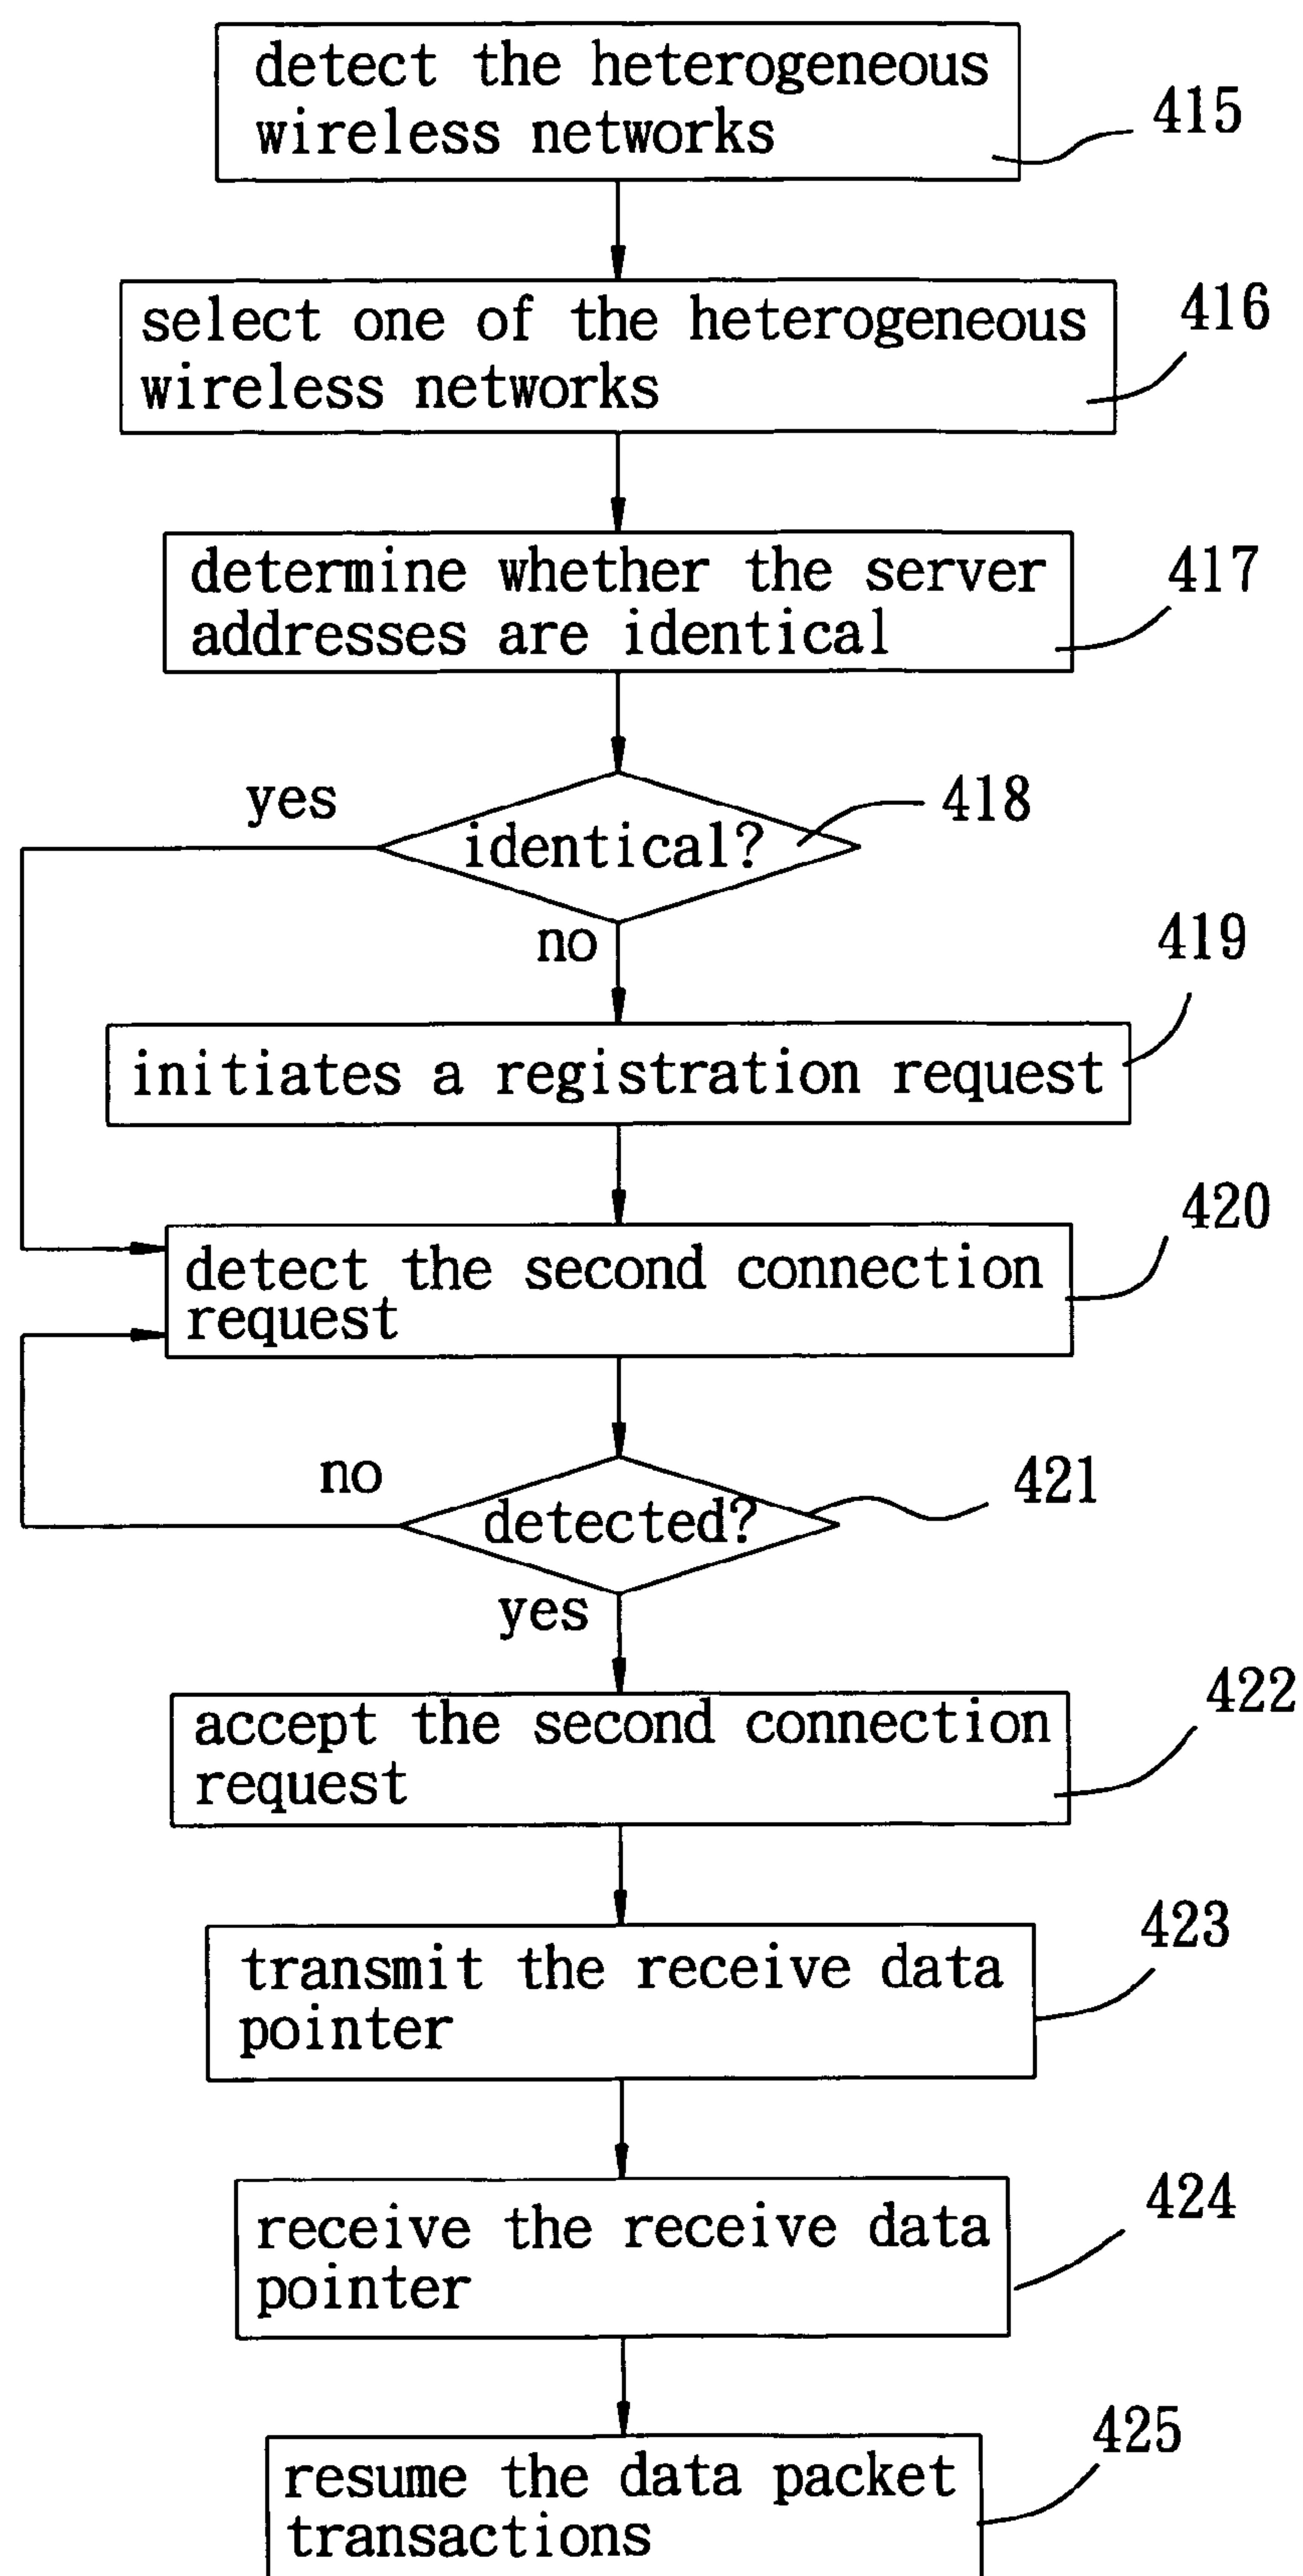 detect the heterogeneous
wireless networks
415
select one of the heterogeneous
wireless networks
416
determine whether the server
addresses are identical
417
yes
identical?
418
no
419
initiates a registration request
420
detect the second connection
request
no
detected?
421
yes
422
accept the second connection
request
423
transmit the receive data
pointer
424
receive the receive data
pointer
425
resume the data packet
transactions